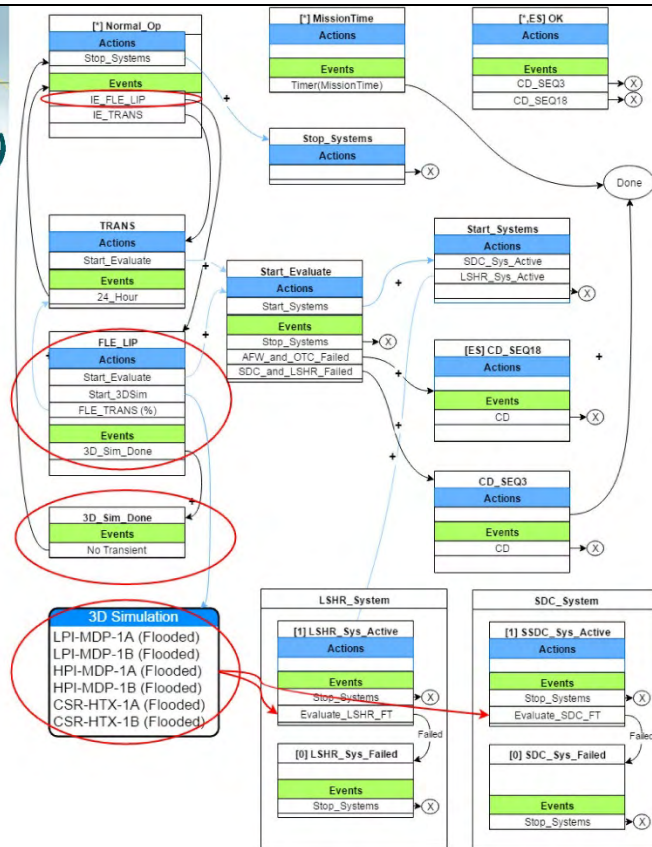 [*] Normal_Op
Actions
Stop_Systems
Events
IE_FLE_LIP
IE_TRANS
[*] MissionTime
Actions
Events
Timer(MissionTime)
[*,ES] OK
Actions
Events
CD_SEQ3
X
CD_SEQ18
X
+
Stop_Systems
Actions
X
Done
TRANS
Actions
Start_Evaluate
Events
24_Hour
+
Start_Evaluate
Actions
Start_Systems
Events
Stop_Systems
X
AFW_and_OTC_Failed
SDC_and_LSHR_Failed
+
Start_Systems
Actions
SDC_Sys_Active
LSHR_Sys_Active
X
FLE_LIP
Actions
Start_Evaluate
Start_3DSim
FLE_TRANS (%)
Events
3D_Sim_Done
+
+
+
[ES] CD_SEQ18
Actions
Events
CD
X
+
+
+
CD_SEQ3
Actions
Events
CD
X
+
3D_Sim_Done
Events
No Transient
3D Simulation
LPI-MDP-1A (Flooded)
LPI-MDP-1B (Flooded)
HPI-MDP-1A (Flooded)
HPI-MDP-1B (Flooded)
CSR-HTX-1A (Flooded)
CSR-HTX-1B (Flooded)
LSHR_System
[1] LSHR_Sys_Active
Actions
Events
Stop_Systems
X
Evaluate_LSHR_FT
Failed
[0] LSHR_Sys_Failed
Events
Stop_Systems
X
SDC_System
[1] SSDC_Sys_Active
Actions
Events
Stop_Systems
X
Evaluate_SDC_FT
Failed
[0] SDC_Sys_Failed
Events
Stop_Systems
X